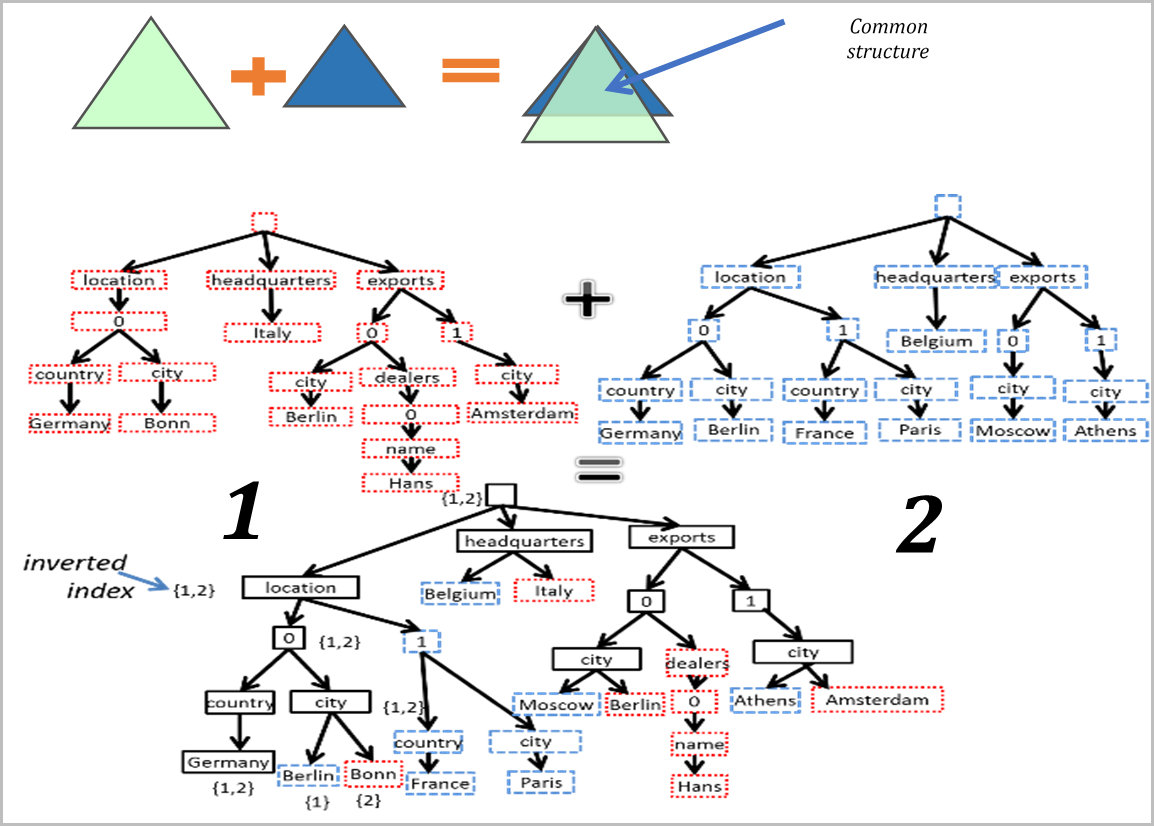 Common
structure
location
headquarters
exports
0
Italy
0
1
country
city
city
dealers
city
Germany
Bonn
Berlin
0
Amsterdam
name
Hans
+
location
headquarters
exports
0
1
Belgium
0
1
country
city
country
city
city
city
Germany
Berlin
France
Paris
Moscow
Athens
=
1
2
{1,2}
headquarters
exports
inverted
index
{1,2}
location
Belgium
Italy
0
1
0
{1,2}
1
city
dealers
city
country
city
{1,2}
Moscow
Berlin
0
Athens
Amsterdam
country
city
name
Germany
Berlin
Bonn
France
Paris
Hans
{1,2}
{1}
{2}